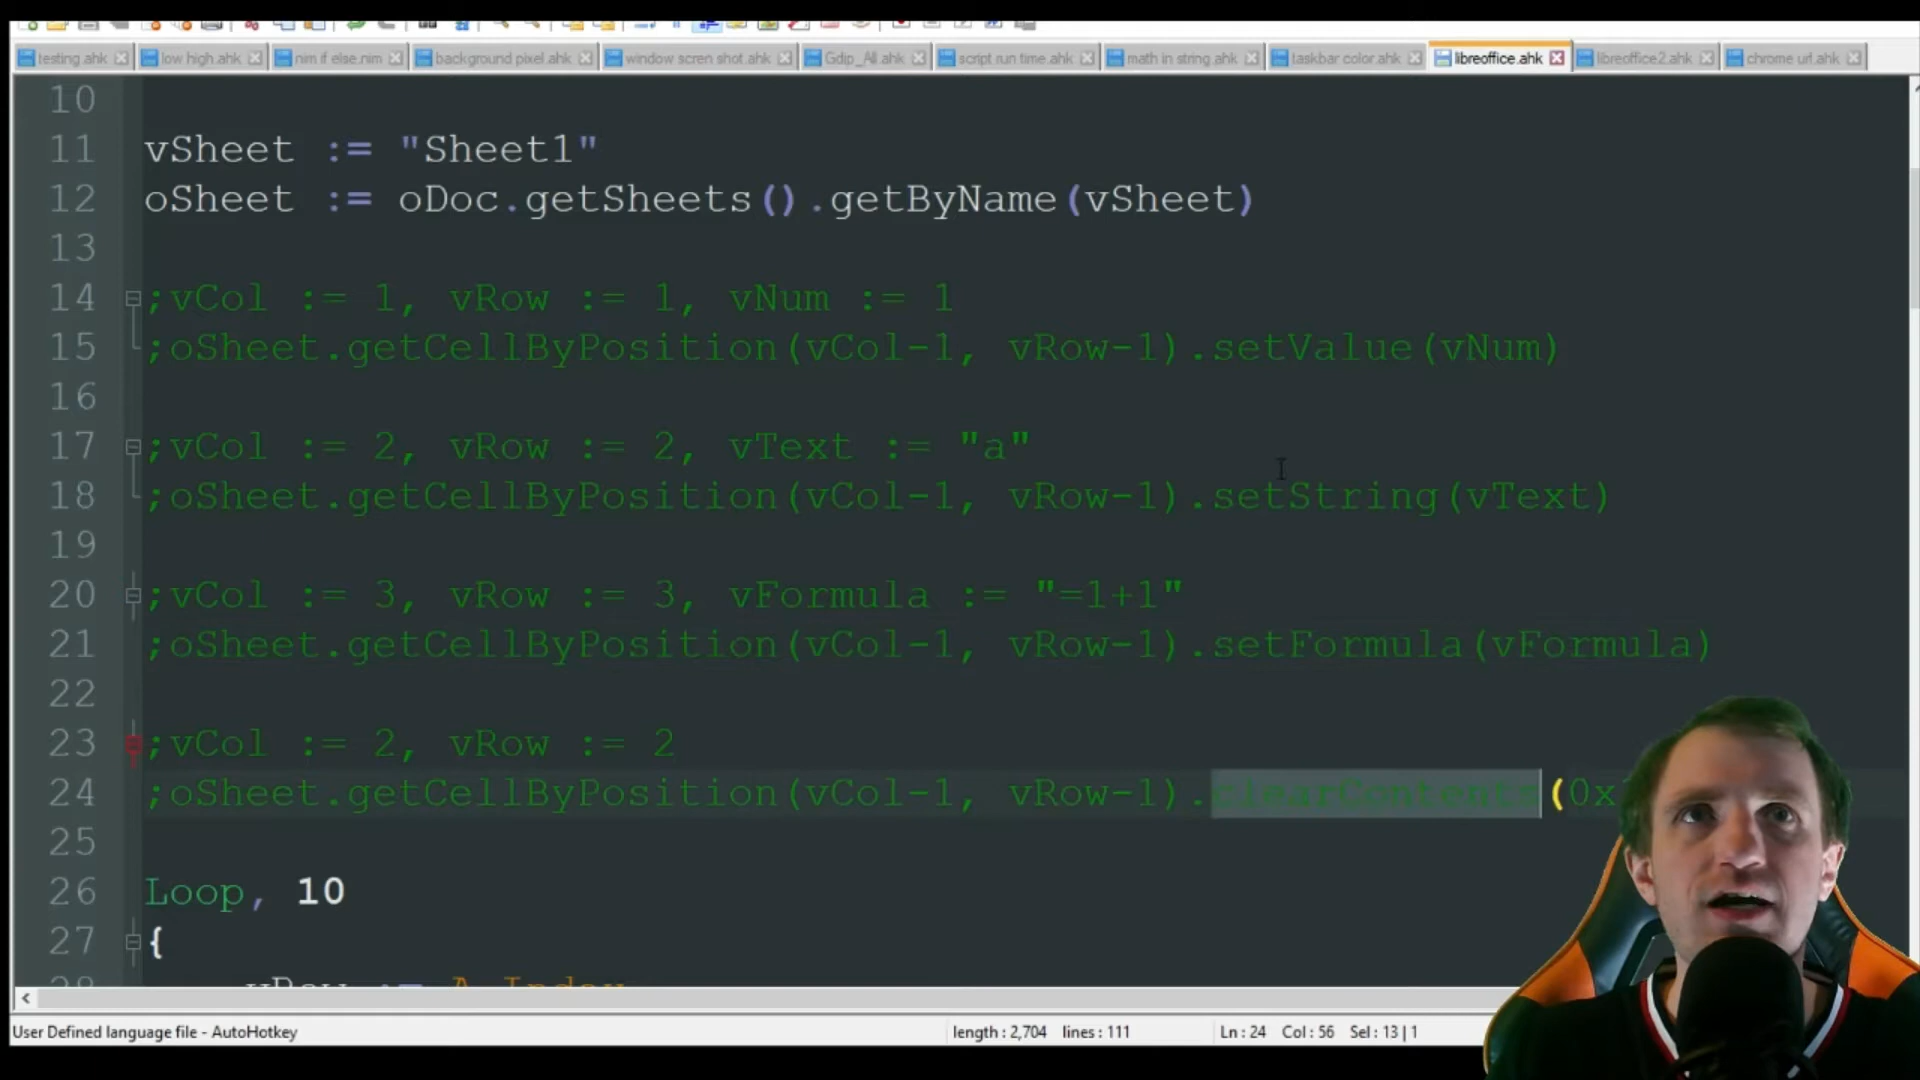 testing.ahk low high.ahk nim if else.nim background pixel.ahk window scren shot.ahk Gdip_All.ahk script run time.ahk math in string.ahk taskbar color.ahk libreoffice.ahk libreoffice2.ahk chrome url.ahk
10
11 vSheet := "Sheet1"
12 oSheet := oDoc.getSheets().getByName(vSheet)
13
14 ;vCol := 1, vRow := 1, vNum := 1
15 ;oSheet.getCellByPosition(vCol-1, vRow-1).setValue(vNum)
16
17 ;vCol := 2, vRow := 2, vText := "a"
18 ;oSheet.getCellByPosition(vCol-1, vRow-1).setString(vText)
19
20 ;vCol := 3, vRow := 3, vFormula := "=1+1"
21 ;oSheet.getCellByPosition(vCol-1, vRow-1).setFormula(vFormula)
22
23 ;vCol := 2, vRow := 2
24 ;oSheet.getCellByPosition(vCol-1, vRow-1).clearContents(0x
25
26 Loop, 10
27 {
28 vRow := A_Index
User Defined language file - AutoHotkey length : 2,704 lines : 111 Ln : 24 Col : 56 Sel : 13 | 1